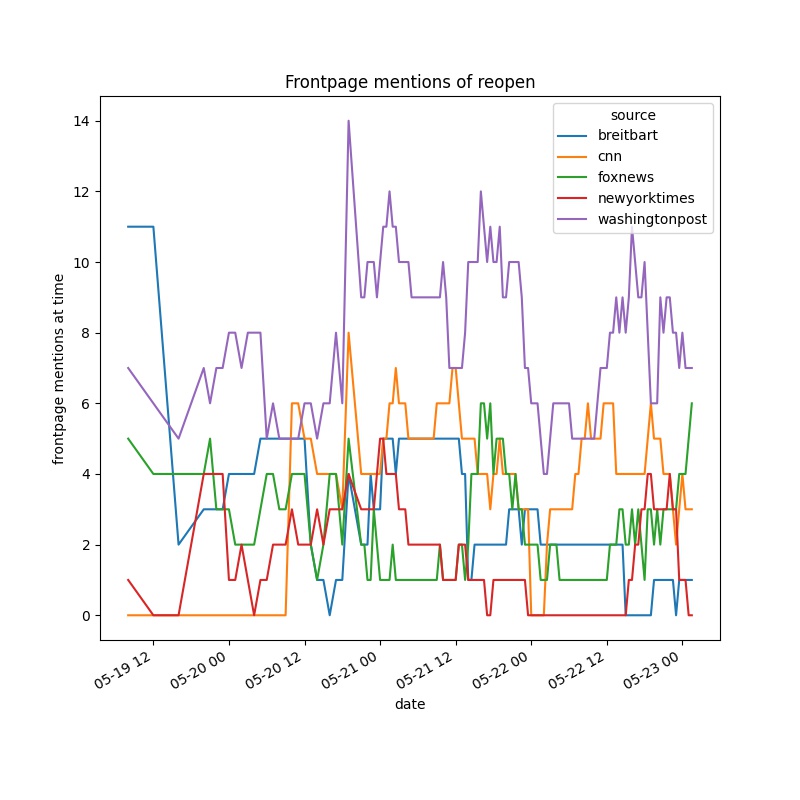 Frontpage mentions of reopen
source
breitbart
cnn
foxnews
newyorktimes
washingtonpost
frontpage mentions at time
14
12
10
8
6
4
2
0
05-19 12
05-20 00
05-20 12
05-21 00
05-21 12
05-22 00
05-22 12
05-23 00
date